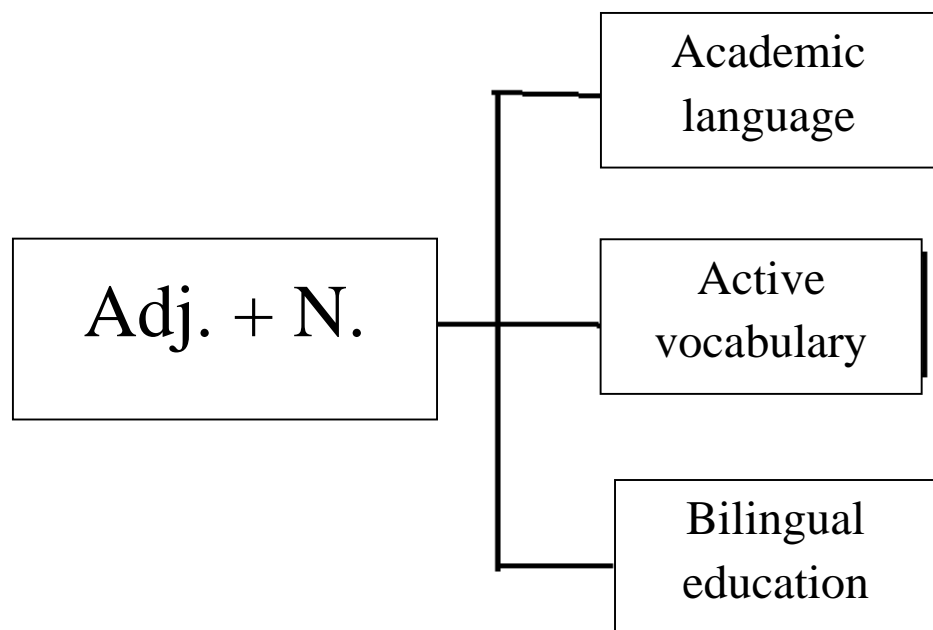 Academic
language
Adj. + N.
Active
vocabulary
Bilingual
education